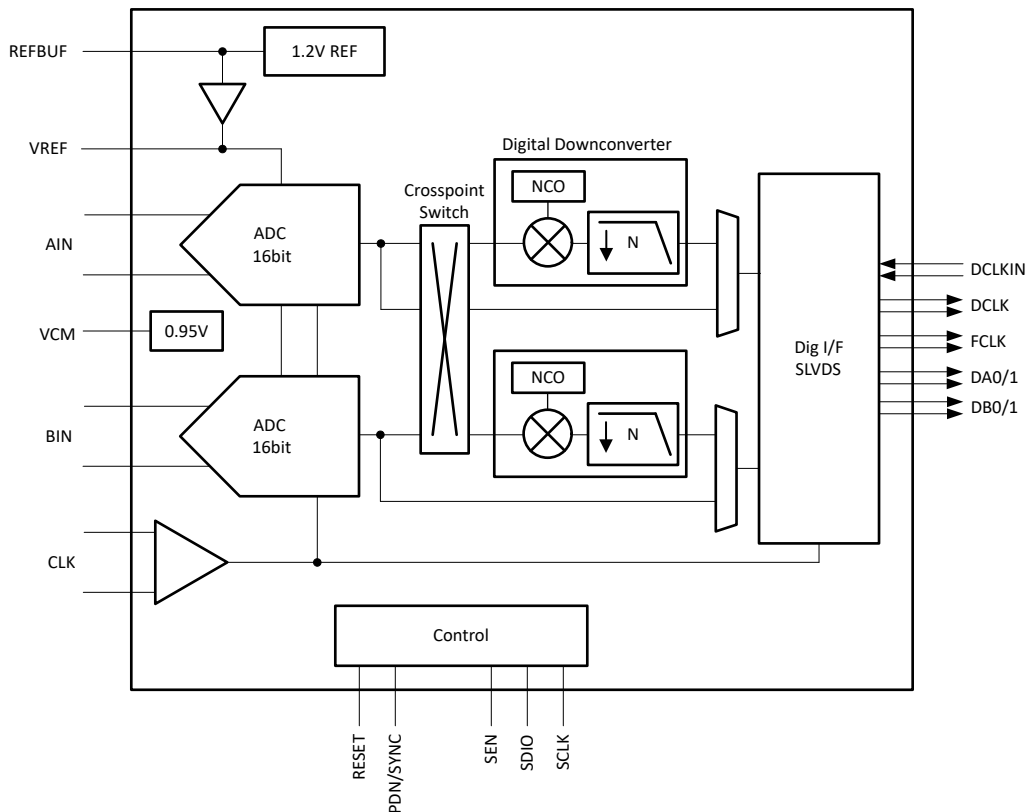 REFBUF
1.2V REF
VREF
Digital Downconverter
Crosspoint
Switch
NCO
ADC
16bit
N
AIN
DCLKIN
DCLK
VCM
0.95V
FCLK
Dig I/F
SLVDS
DA0/1
NCO
DB0/1
ADC
16bit
N
BIN
CLK
Control
RESET
PDN/SYNC
SEN
SDIO
SCLK